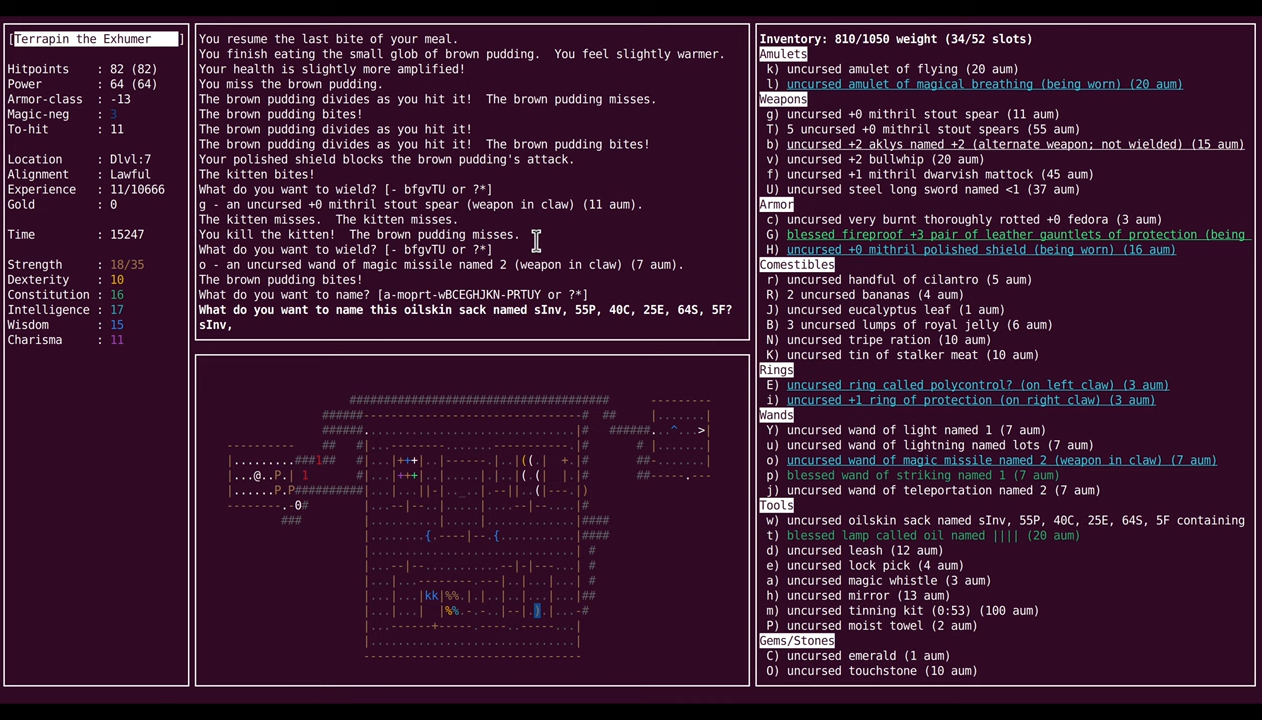 [Terrapin the Exhumer ]
Hitpoints : 82 (82)
Power : 64 (64)
Armor-class : -13
Magic-neg : 3
To-hit : 11
Location : Dlvl:7
Alignment : Lawful
Experience : 11/10666
Gold : 0
Time : 15247
Strength : 18/35
Dexterity : 10
Constitution : 16
Intelligence : 17
Wisdom : 15
Charisma : 11
You resume the last bite of your meal.
You finish eating the small glob of brown pudding.  You feel slightly warmer.
Your health is slightly more amplified!
You miss the brown pudding.
The brown pudding divides as you hit it!  The brown pudding misses.
The brown pudding bites!
The brown pudding divides as you hit it!
The brown pudding divides as you hit it!  The brown pudding bites!
Your polished shield blocks the brown pudding's attack.
The kitten bites!
What do you want to wield? [- bfgvTU or ?*]
g - an uncursed +0 mithril stout spear (weapon in claw) (11 aum).
The kitten misses.  The kitten misses.
You kill the kitten!  The brown pudding misses.
What do you want to wield? [- bfgvTU or ?*]
o - an uncursed wand of magic missile named 2 (weapon in claw) (7 aum).
The brown pudding bites!
What do you want to name? [a-moprt-wBCEGHJKN-PRTUY or ?*]
What do you want to name this oilskin sack named sInv, 55P, 40C, 25E, 64S, 5F?
sInv,
Inventory: 810/1050 weight (34/52 slots)
Amulets
k) uncursed amulet of flying (20 aum)
l) uncursed amulet of magical breathing (being worn) (20 aum)
Weapons
g) uncursed +0 mithril stout spear (11 aum)
T) 5 uncursed +0 mithril stout spears (55 aum)
b) uncursed +2 aklys named +2 (alternate weapon; not wielded) (15 aum)
v) uncursed +2 bullwhip (20 aum)
f) uncursed +1 mithril dwarvish mattock (45 aum)
U) uncursed steel long sword named <1 (37 aum)
Armor
c) uncursed very burnt thoroughly rotted +0 fedora (3 aum)
G) blessed fireproof +3 pair of leather gauntlets of protection (being
H) uncursed +0 mithril polished shield (being worn) (16 aum)
Comestibles
r) uncursed handful of cilantro (5 aum)
R) 2 uncursed bananas (4 aum)
J) uncursed eucalyptus leaf (1 aum)
B) 3 uncursed lumps of royal jelly (6 aum)
N) uncursed tripe ration (10 aum)
K) uncursed tin of stalker meat (10 aum)
Rings
E) uncursed ring called polycontrol? (on left claw) (3 aum)
i) uncursed +1 ring of protection (on right claw) (3 aum)
Wands
Y) uncursed wand of light named 1 (7 aum)
u) uncursed wand of lightning named lots (7 aum)
o) uncursed wand of magic missile named 2 (weapon in claw) (7 aum)
p) blessed wand of striking named 1 (7 aum)
j) uncursed wand of teleportation named 2 (7 aum)
Tools
w) uncursed oilskin sack named sInv, 55P, 40C, 25E, 64S, 5F containing
t) blessed lamp called oil named |||| (20 aum)
d) uncursed leash (12 aum)
e) uncursed lock pick (4 aum)
a) uncursed magic whistle (3 aum)
h) uncursed mirror (13 aum)
m) uncursed tinning kit (0:53) (100 aum)
P) uncursed moist towel (2 aum)
Gems/Stones
C) uncursed emerald (1 aum)
O) uncursed touchstone (10 aum)